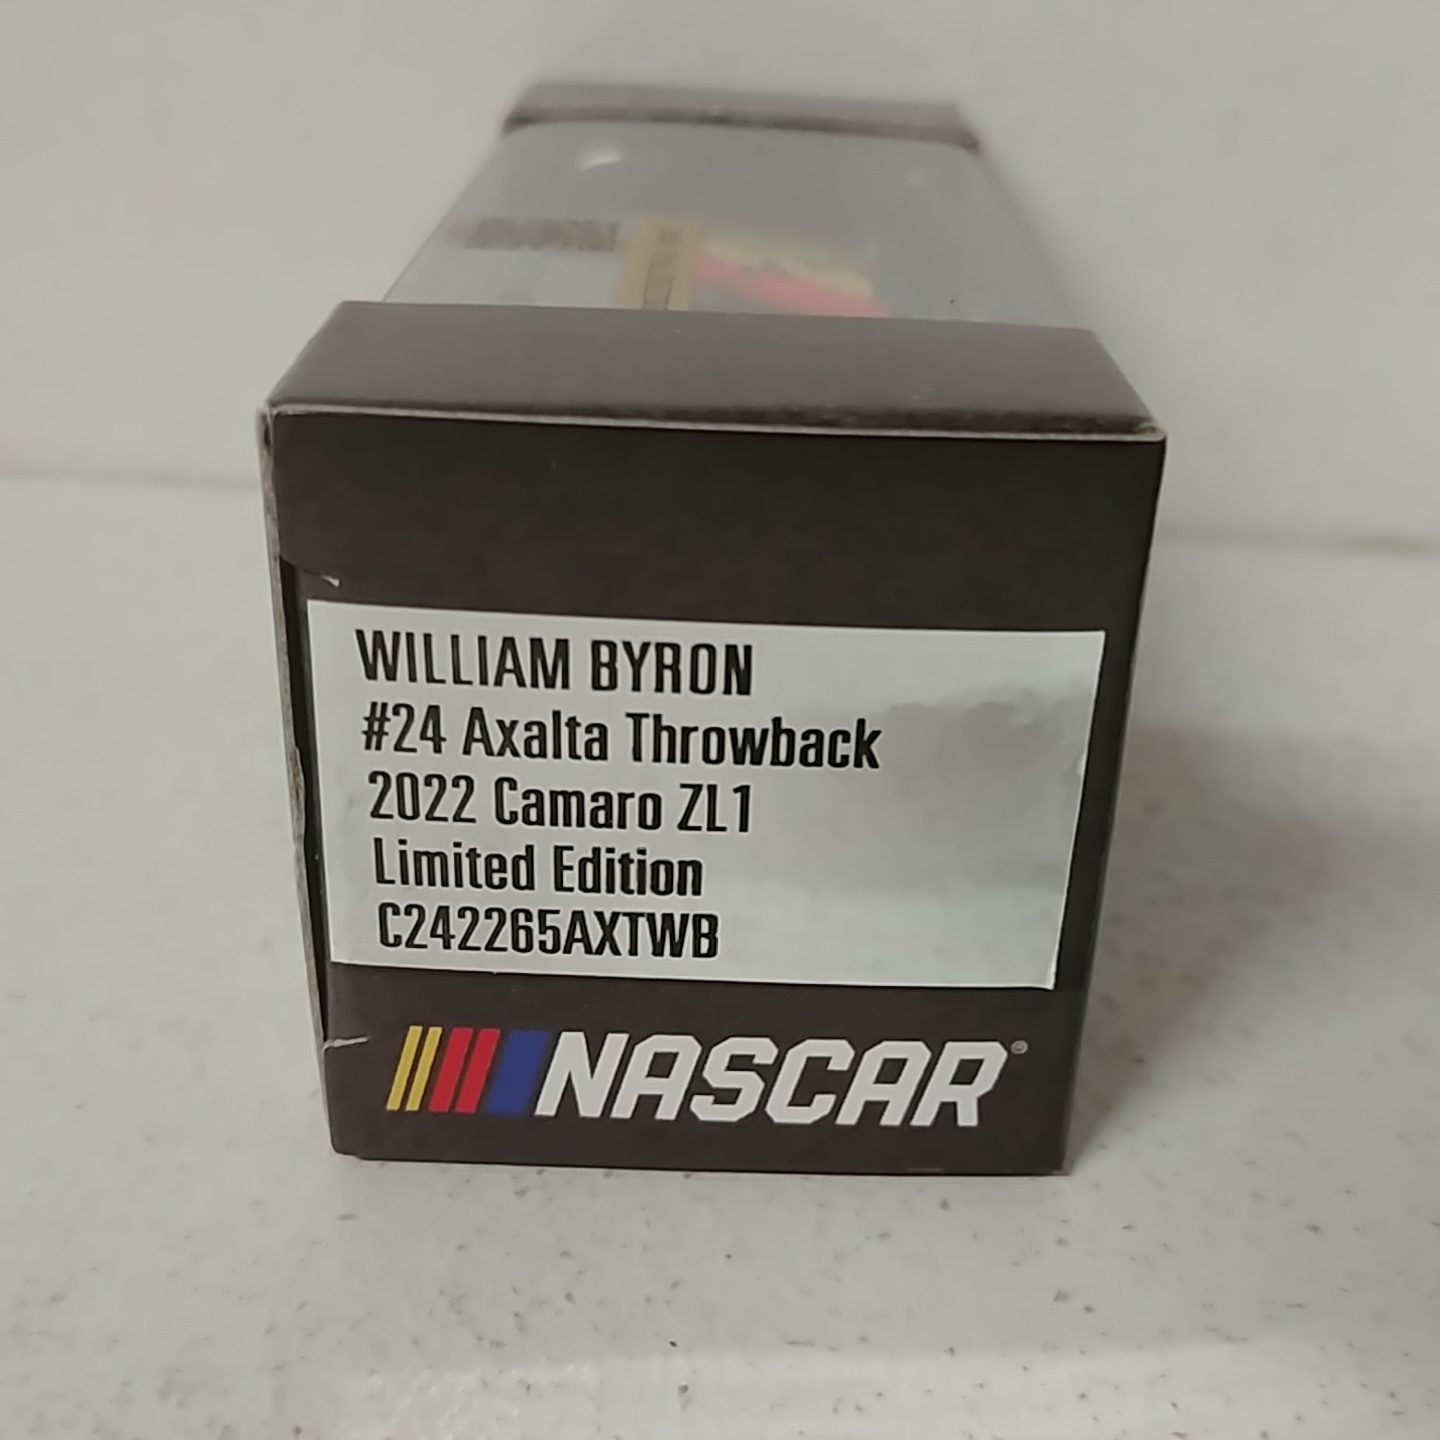 WILLIAM BYRON
#24 Axalta Throwback
2022 Camaro ZL1
Limited Edition
C242265AXTWB
NASCAR®